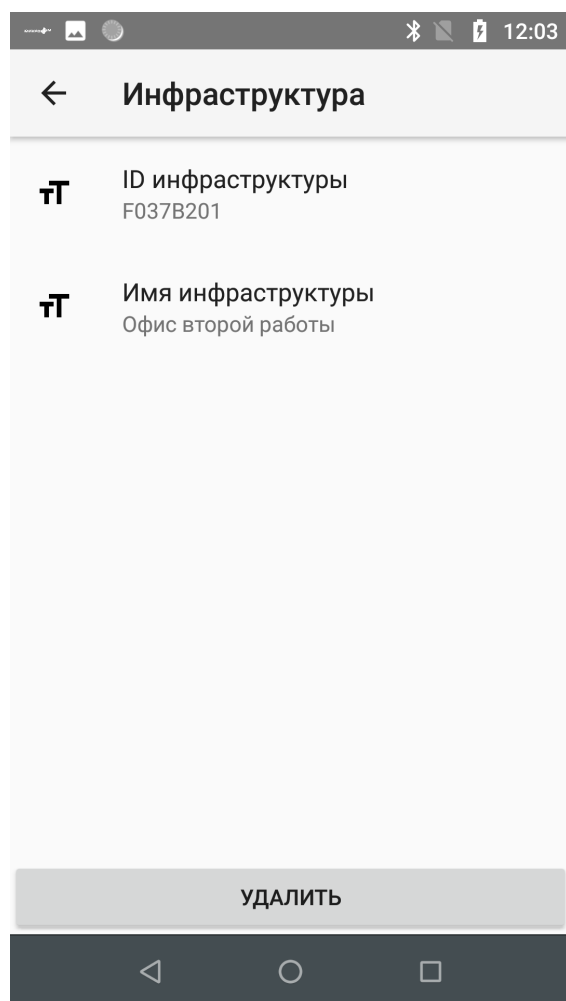 12:03
Инфраструктура
ID инфраструктуры
F037B201
Имя инфраструктуры
Офис второй работы
УДАЛИТЬ